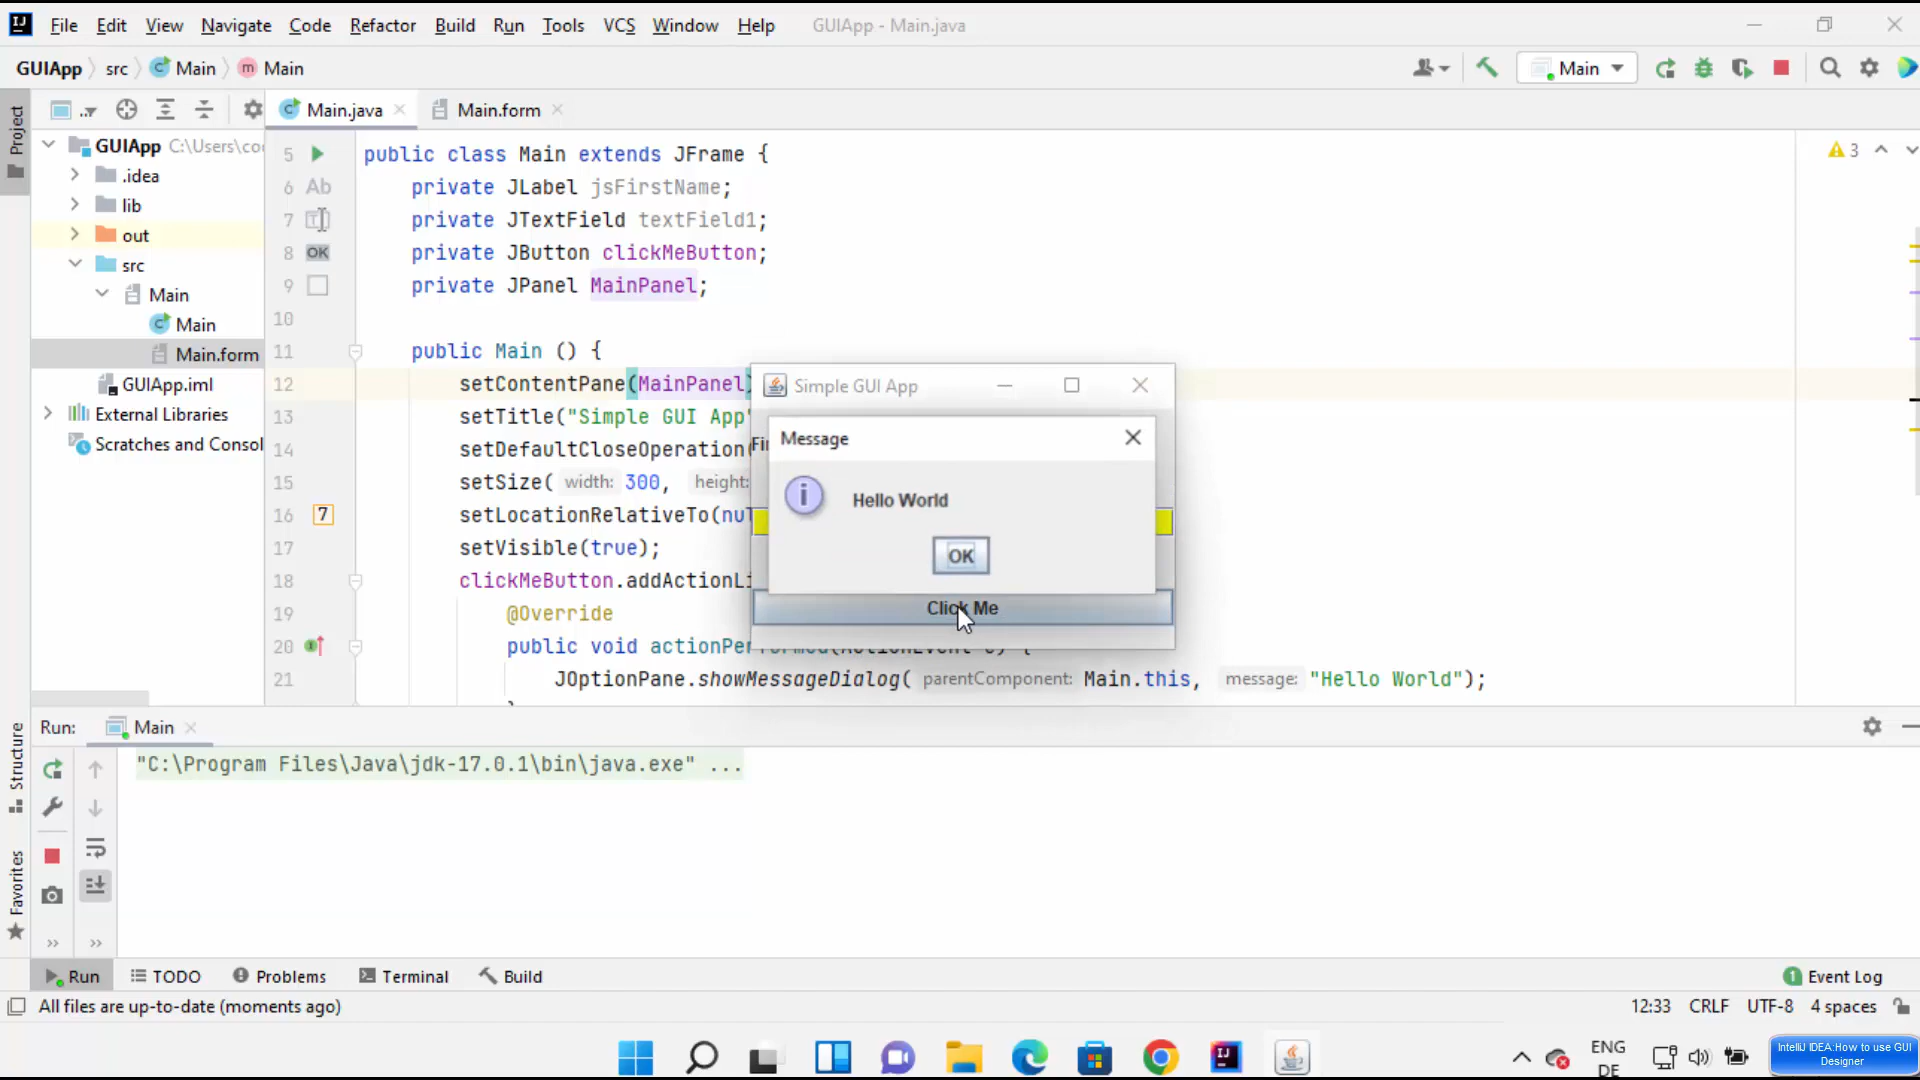 File Edit View Navigate Code Refactor Build Run Tools VCS Window Help GUIApp - Main.java
GUIApp src Main m Main
Main
Project
Main.java
Main.form
GUIApp C:\Users\co
.idea
lib
out
src
Main
Main
Main.form
GUIApp.iml
External Libraries
Scratches and Consol
3
5 public class Main extends JFrame {
6 Ab private JLabel jsFirstName;
7 private JTextField textField1;
8 OK private JButton clickMeButton;
9 private JPanel MainPanel;
10
11 public Main () {
12 setContentPane(MainPanel
13 setTitle("Simple GUI App"
14 setDefaultCloseOperation(
15 setSize( width: 300, height:
16 7 setLocationRelativeTo(nul
17 setVisible(true);
18 clickMeButton.addActionLi
19 @Override
20 public void actionPerformed(ActionEvent e) {
21 JOptionPane.showMessageDialog( parentComponent: Main.this, message: "Hello World");
Simple GUI App
Message
Hello World
OK
Click Me
Run: Main
"C:\Program Files\Java\jdk-17.0.1\bin\java.exe" ...
Structure
Favorites
Run TODO Problems Terminal Build
1 Event Log
All files are up-to-date (moments ago)
12:33 CRLF UTF-8 4 spaces
ENG
DE
IntelliJ IDEA:How to use GUI
Designer